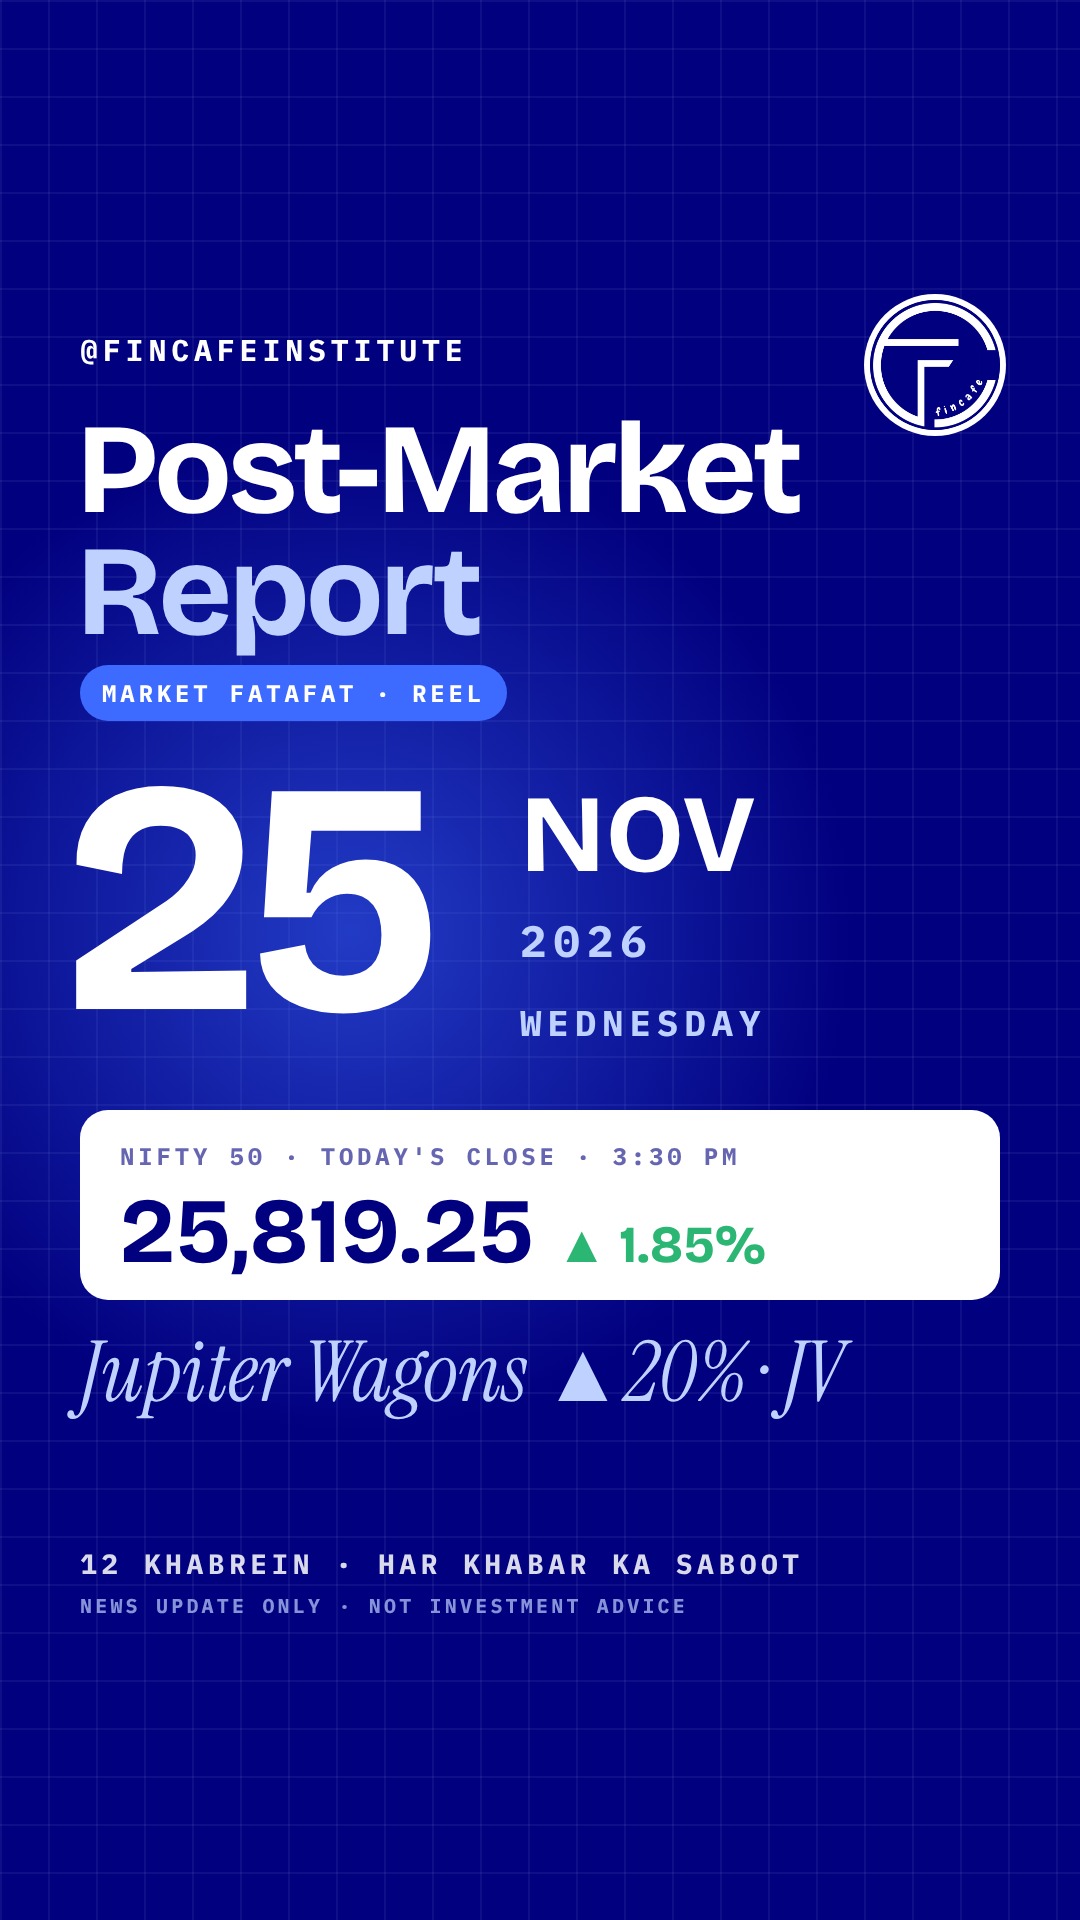 @FINCAFEINSTITUTE
fincafe
Post-Market
Report
MARKET FATAFAT · REEL
25
NOV
2026
WEDNESDAY
NIFTY 50 · TODAY'S CLOSE · 3:30 PM
25,819.25 ▲ 1.85%
Jupiter Wagons ▲20%·JV
12 KHABREIN · HAR KHABAR KA SABOOT
NEWS UPDATE ONLY · NOT INVESTMENT ADVICE